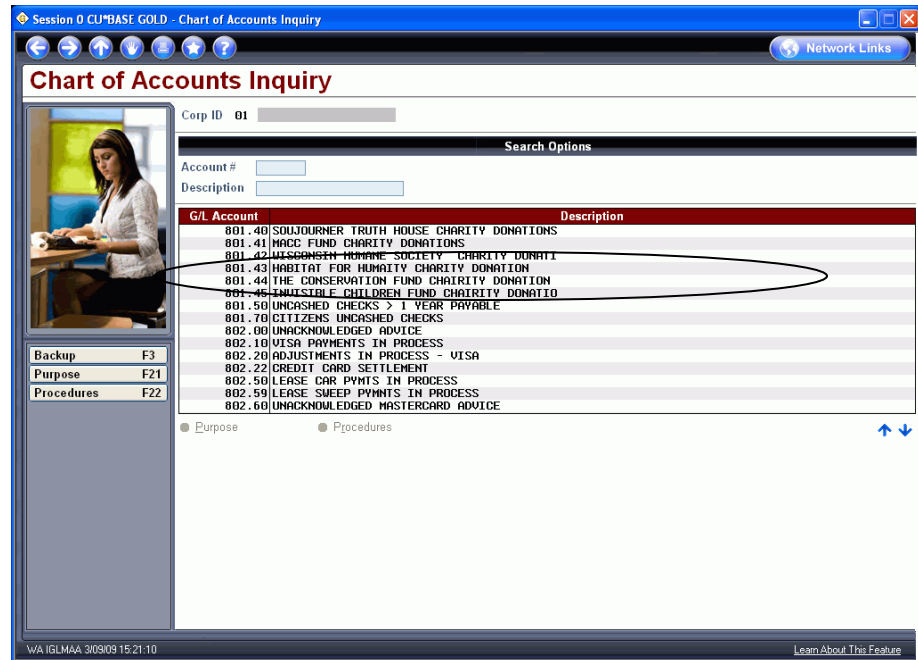 Session 0 CU*BASE GOLD - Chart of Accounts Inquiry
Network Links
Chart of Accounts Inquiry
Corp ID 01
Search Options
Account #
Description
G/L Account Description
801.40 SOUJOURNER TRUTH HOUSE CHARITY DONATIONS
801.41 MACC FUND CHARITY DONATIONS
801.42 WISCONSIN HUMANE SOCIETY CHARITY DONATI
801.43 HABITAT FOR HUMAITY CHARITY DONATION
801.44 THE CONSERVATION FUND CHAIRITY DONATION
801.45 INVISIBLE CHILDREN FUND CHAIRITY DONATIO
801.50 UNCASHED CHECKS > 1 YEAR PAYABLE
801.70 CITIZENS UNCASHED CHECKS
802.00 UNACKNOWLEDGED ADVICE
802.10 VISA PAYMENTS IN PROCESS
802.20 ADJUSTMENTS IN PROCESS - VISA
802.22 CREDIT CARD SETTLEMENT
802.50 LEASE CAR PYMTS IN PROCESS
802.59 LEASE SWEEP PYMNTS IN PROCESS
802.60 UNACKNOWLEDGED MASTERCARD ADVICE
Backup F3
Purpose F21
Procedures F22
Purpose Procedures
WA IGLMAA 3/09/09 15:21:10
Learn About This Feature